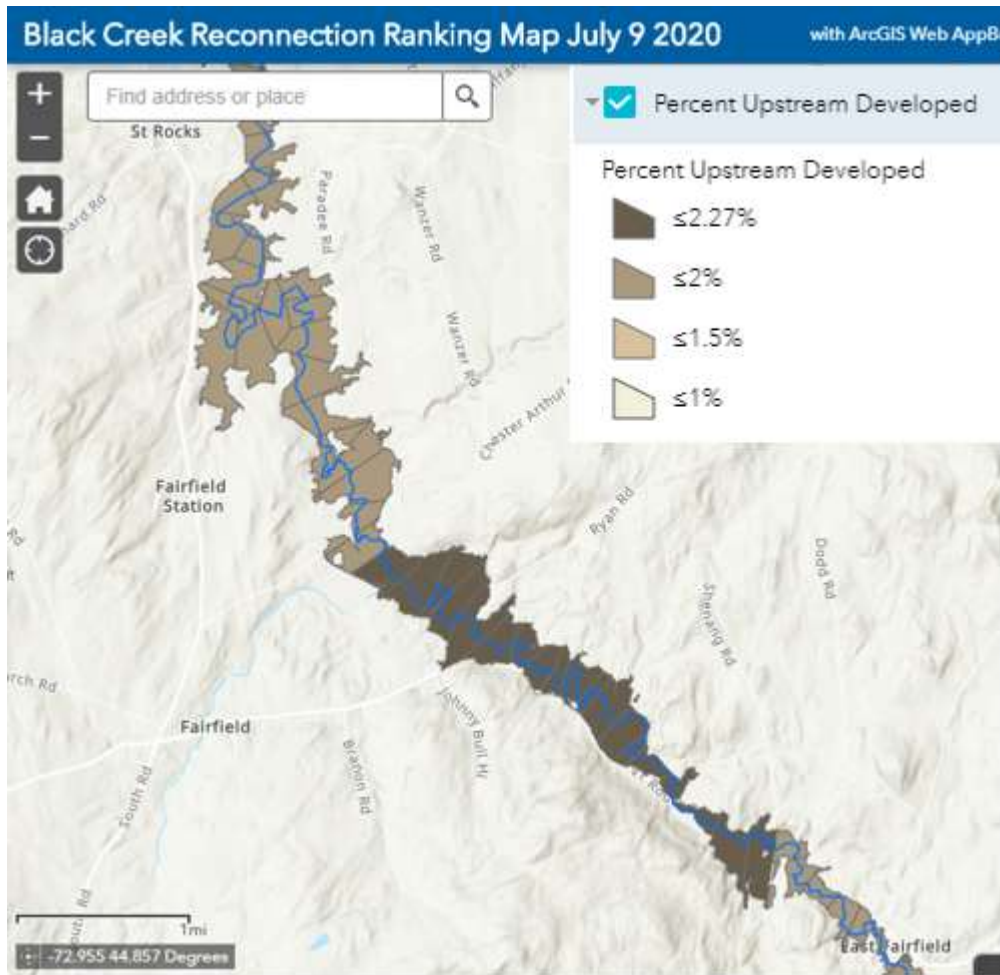 Black Creek Reconnection Ranking Map July 9 2020
with ArcGIS Web AppB
+
Find address or place
−
St Rocks
Percent Upstream Developed
Percent Upstream Developed
≤2.27%
≤2%
≤1.5%
≤1%
Paradee Rd
Wanzer Rd
Wanzer Rd
Chester Arthur
Fairfield
Station
Ryan Rd
Dodd Rd
Shenang Rd
Johnny Bull H
Fairfield
Branon Rd
South Rd
1mi
-72.955 44.857 Degrees
East Fairfield